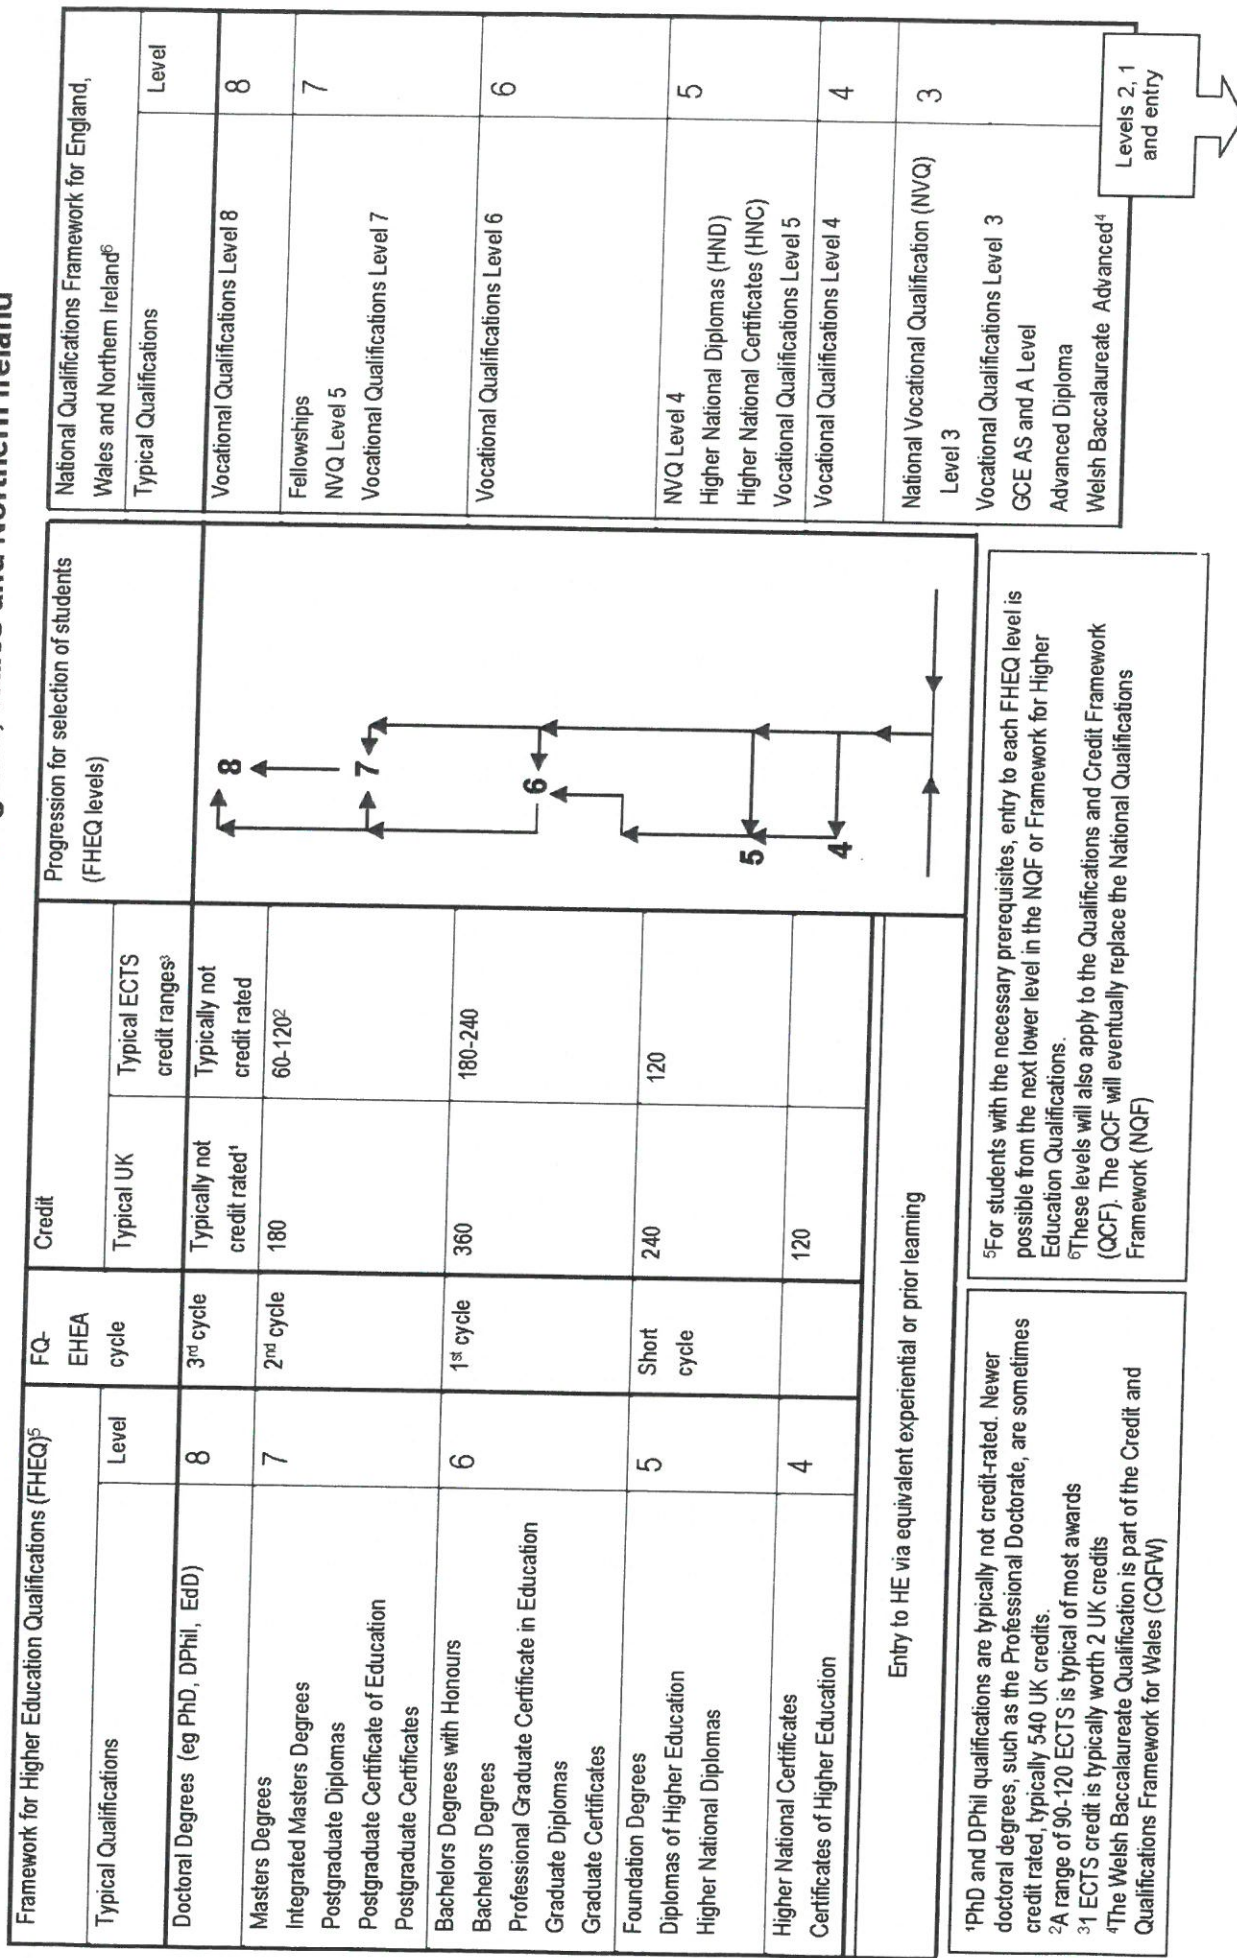 and Northern Ireland
Framework for Higher Education Qualifications (FHEQ)⁵
Typical Qualifications
Level
FQ-
EHEA
cycle
Credit
Typical UK
Typical ECTS
credit ranges³
Progression for selection of students
(FHEQ levels)
National Qualifications Framework for England,
Wales and Northern Ireland⁶
Typical Qualifications
Level
Doctoral Degrees (eg PhD, DPhil, EdD)
8
3rd cycle
Typically not
credit rated¹
Typically not
credit rated
8
Vocational Qualifications Level 8
8
Masters Degrees
Integrated Masters Degrees
Postgraduate Diplomas
Postgraduate Certificate of Education
Postgraduate Certificates
7
2nd cycle
180
60-120²
7
Fellowships
NVQ Level 5
Vocational Qualifications Level 7
7
Bachelors Degrees with Honours
Bachelors Degrees
Professional Graduate Certificate in Education
Graduate Diplomas
Graduate Certificates
6
1st cycle
360
180-240
6
Vocational Qualifications Level 6
6
Foundation Degrees
Diplomas of Higher Education
Higher National Diplomas
5
Short
cycle
240
120
5
NVQ Level 4
Higher National Diplomas (HND)
Higher National Certificates (HNC)
Vocational Qualifications Level 5
5
Higher National Certificates
Certificates of Higher Education
4
120
4
Vocational Qualifications Level 4
4
Entry to HE via equivalent experiential or prior learning
National Vocational Qualification (NVQ)
Level 3
Vocational Qualifications Level 3
GCE AS and A Level
Advanced Diploma
Welsh Baccalaureate Advanced⁴
3
Levels 2, 1
and entry
¹PhD and DPhil qualifications are typically not credit-rated. Newer
doctoral degrees, such as the Professional Doctorate, are sometimes
credit rated, typically 540 UK credits.
²A range of 90-120 ECTS is typical of most awards
³1 ECTS credit is typically worth 2 UK credits
⁴The Welsh Baccalaureate Qualification is part of the Credit and
Qualifications Framework for Wales (CQFW)
⁵For students with the necessary prerequisites, entry to each FHEQ level is
possible from the next lower level in the NQF or Framework for Higher
Education Qualifications.
⁶These levels will also apply to the Qualifications and Credit Framework
(QCF). The QCF will eventually replace the National Qualifications
Framework (NQF)